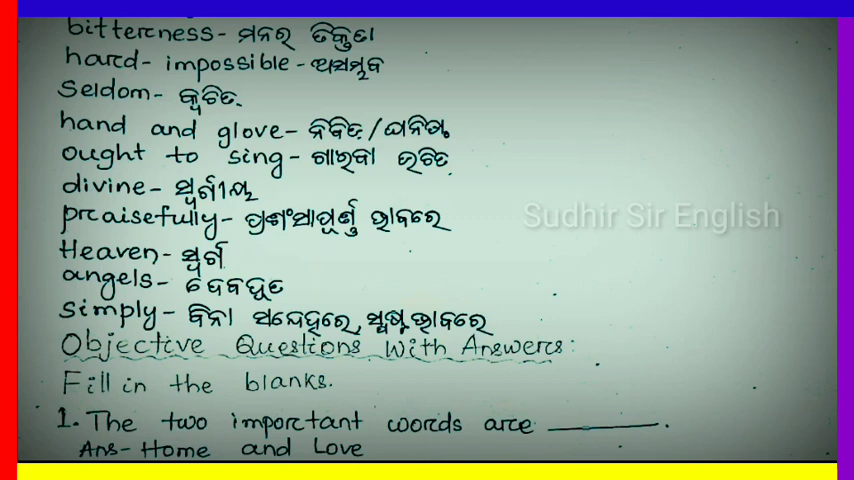 bitterness- ମନର ତିକ୍ତତା
hard- impossible- ଅସମ୍ଭବ
Seldom- କ୍ୱଚିତ୍
hand and glove- ନିବିଡ଼/ଘନିଷ୍ଠ
ought to sing- ଗାଇବା ଉଚିତ
divine- ସ୍ୱର୍ଗୀୟ
praisefully- ପ୍ରଶଂସାପୂର୍ଣ୍ଣ ଭାବରେ
Sudhir Sir English
Heaven- ସ୍ୱର୍ଗ
angels- ଦେବଦୂତ
simply- ବିନା ସନ୍ଦେହରେ, ସ୍ପଷ୍ଟଭାବରେ
Objective Questions With Answers:
Fill in the blanks.
1. The two important words are ______.
Ans- Home and Love